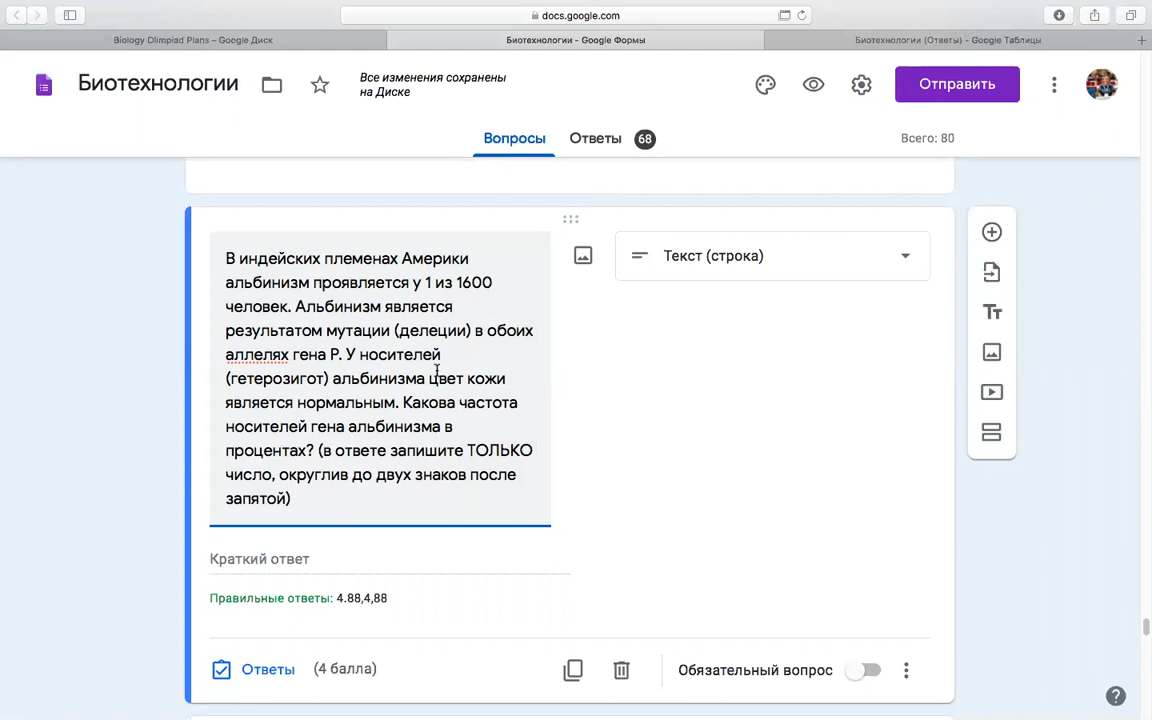 docs.google.com
Biology Olimpiad Plans – Google Диск
Биотехнологии - Google Формы
Биотехнологии (Ответы) - Google Таблицы
Биотехнологии
Все изменения сохранены
на Диске
Отправить
Вопросы
Ответы
68
Всего: 80
В индейских племенах Америки
альбинизм проявляется у 1 из 1600
человек. Альбинизм является
результатом мутации (делеции) в обоих
аллелях гена P. У носителей
(гетерозигот) альбинизма цвет кожи
является нормальным. Какова частота
носителей гена альбинизма в
процентах? (в ответе запишите ТОЛЬКО
число, округлив до двух знаков после
запятой)
Текст (строка)
Tт
Краткий ответ
Правильные ответы: 4.88,4,88
Ответы
(4 балла)
Обязательный вопрос